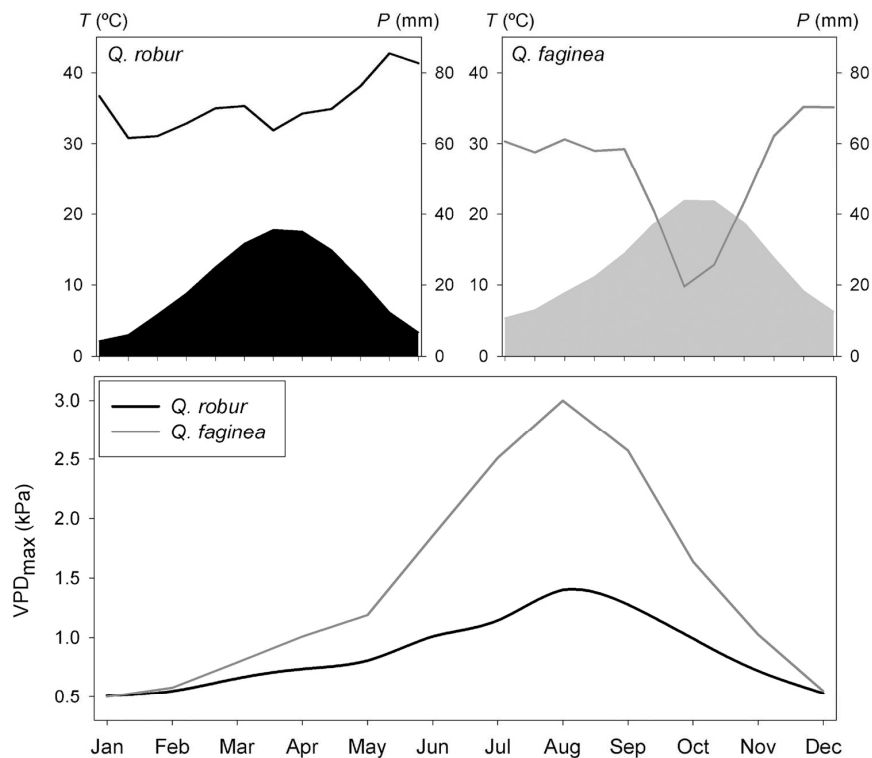 T (ºC) P (mm) T (ºC) P (mm)
Q. robur Q. faginea
40 80 40 80
30 60 30 60
20 40 20 40
10 20 10 20
0 0 0 0
Q. robur
Q. faginea
VPDmax (kPa)
3.0
2.5
2.0
1.5
1.0
0.5
Jan Feb Mar Apr May Jun Jul Aug Sep Oct Nov Dec